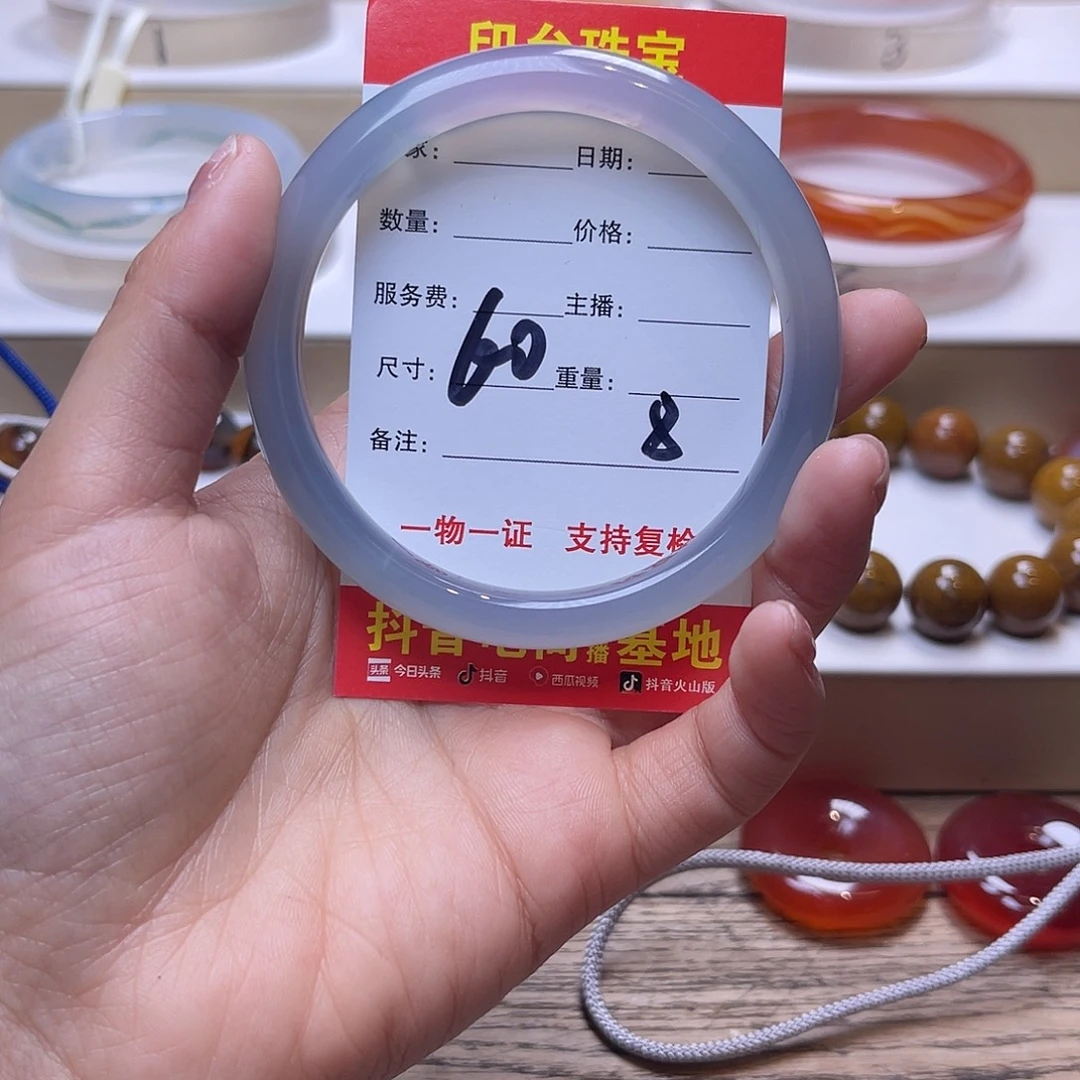 印台珠宝
家: 日期:
数量: 价格:
服务费: 主播:
尺寸: 60 重量:
8
备注:
一物一证 支持复检
抖音电商 播基地
头条 今日头条 抖音 西瓜视频 抖音火山版
1
3